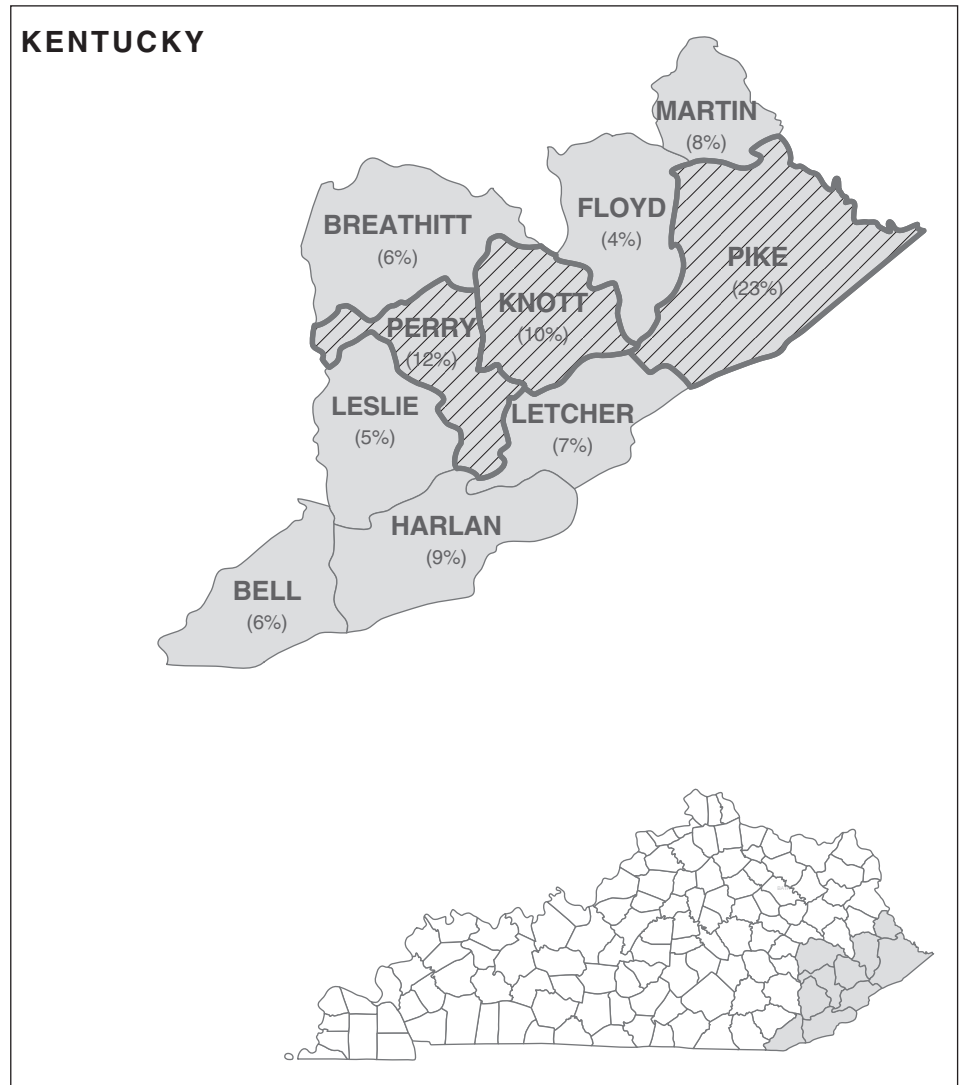 KENTUCKY
MARTIN
(8%)
FLOYD
(4%)
BREATHITT
(6%)
PIKE
(23%)
KNOTT
(10%)
PERRY
(12%)
LESLIE
(5%)
LETCHER
(7%)
HARLAN
(9%)
BELL
(6%)